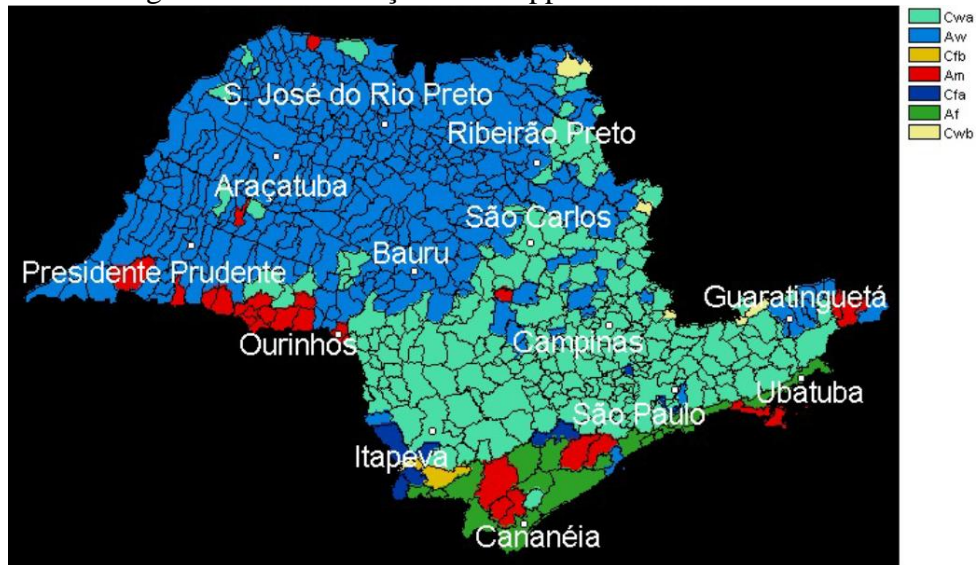 Cwa
Aw
Cfb
Am
Cfa
Af
Cwb
S. José do Rio Preto
Ribeirão Preto
Araçatuba
São Carlos
Bauru
Presidente Prudente
Guaratinguetá
Ourinhos
Campinas
Ubatuba
São Paulo
Itapeva
Cananéia